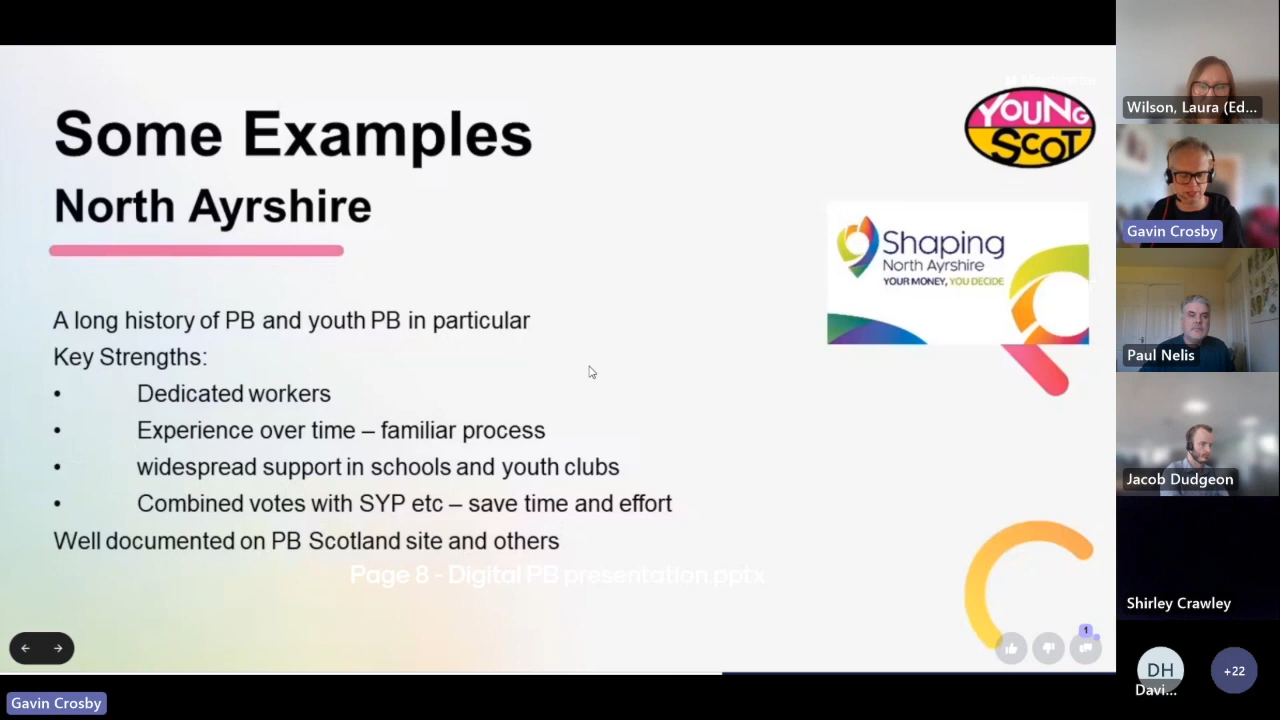 Some Examples
North Ayrshire
YOUNG
SCOT
Shaping
North Ayrshire
YOUR MONEY, YOU DECIDE
A long history of PB and youth PB in particular
Key Strengths:
• Dedicated workers
• Experience over time – familiar process
• widespread support in schools and youth clubs
• Combined votes with SYP etc – save time and effort
Well documented on PB Scotland site and others
Page 8 - Digital PB presentation.pptx
1
Gavin Crosby
Wilson, Laura (Ed...
Gavin Crosby
Paul Nelis
Jacob Dudgeon
Shirley Crawley
DH
Davi...
+22